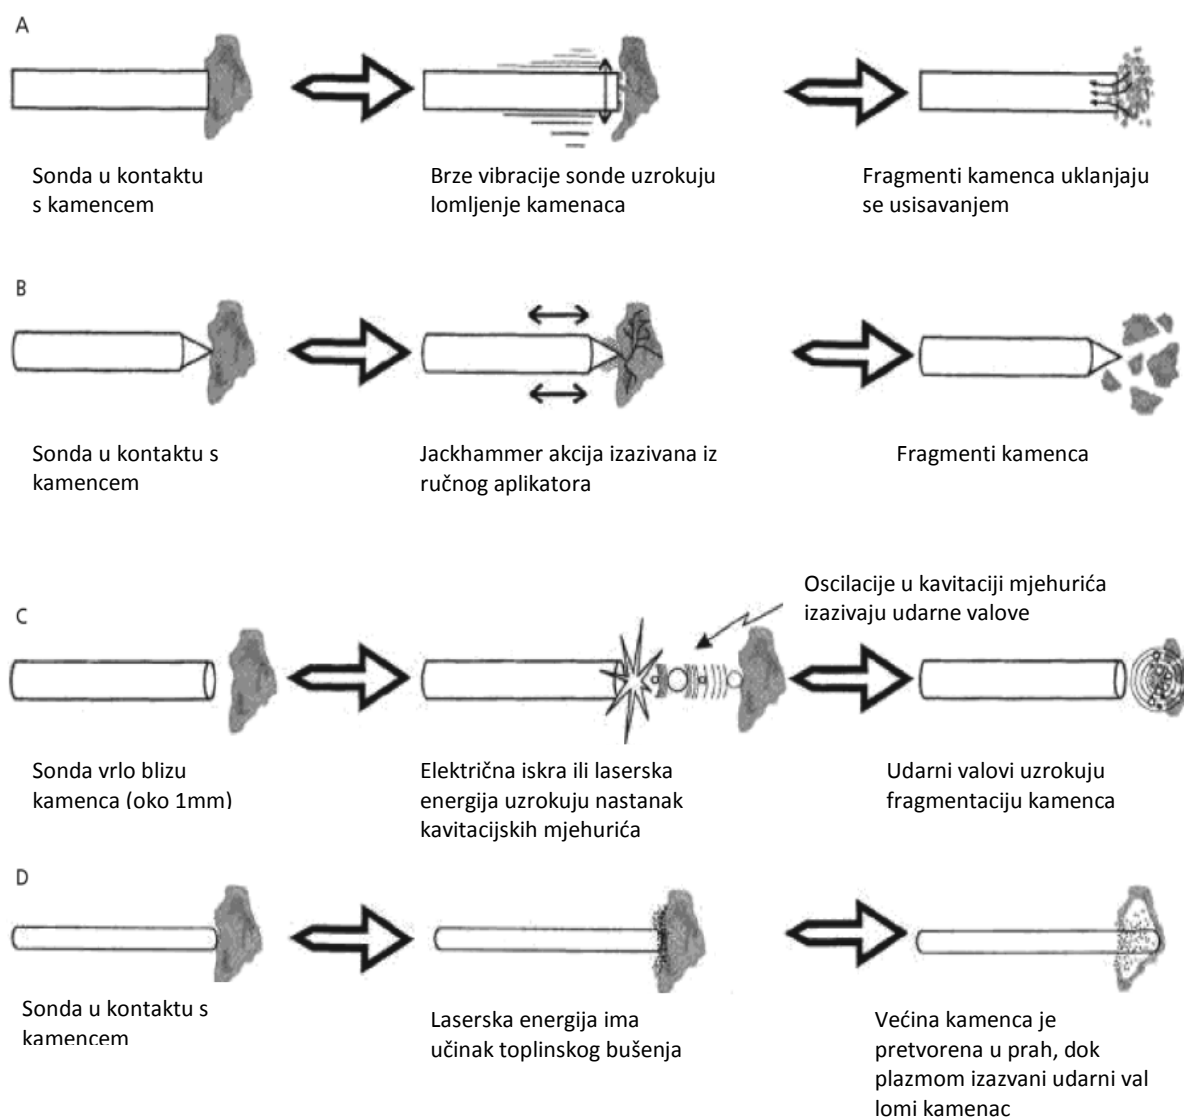 A
Sonda u kontaktu
s kamencem
Brze vibracije sonde uzrokuju
lomljenje kamenaca
Fragmenti kamenca uklanjaju
se usisavanjem
B
Sonda u kontaktu s
kamencem
Jackhammer akcija izazivana iz
ručnog aplikatora
Fragmenti kamenca
Oscilacije u kavitaciji mjehurića
izazivaju udarne valove
C
Sonda vrlo blizu
kamenca (oko 1mm)
Električna iskra ili laserska
energija uzrokuju nastanak
kavitacijskih mjehurića
Udarni valovi uzrokuju
fragmentaciju kamenca
D
Sonda u kontaktu s
kamencem
Laserska energija ima
učinak toplinskog bušenja
Većina kamenca je
pretvorena u prah, dok
plazmom izazvani udarni val
lomi kamenac